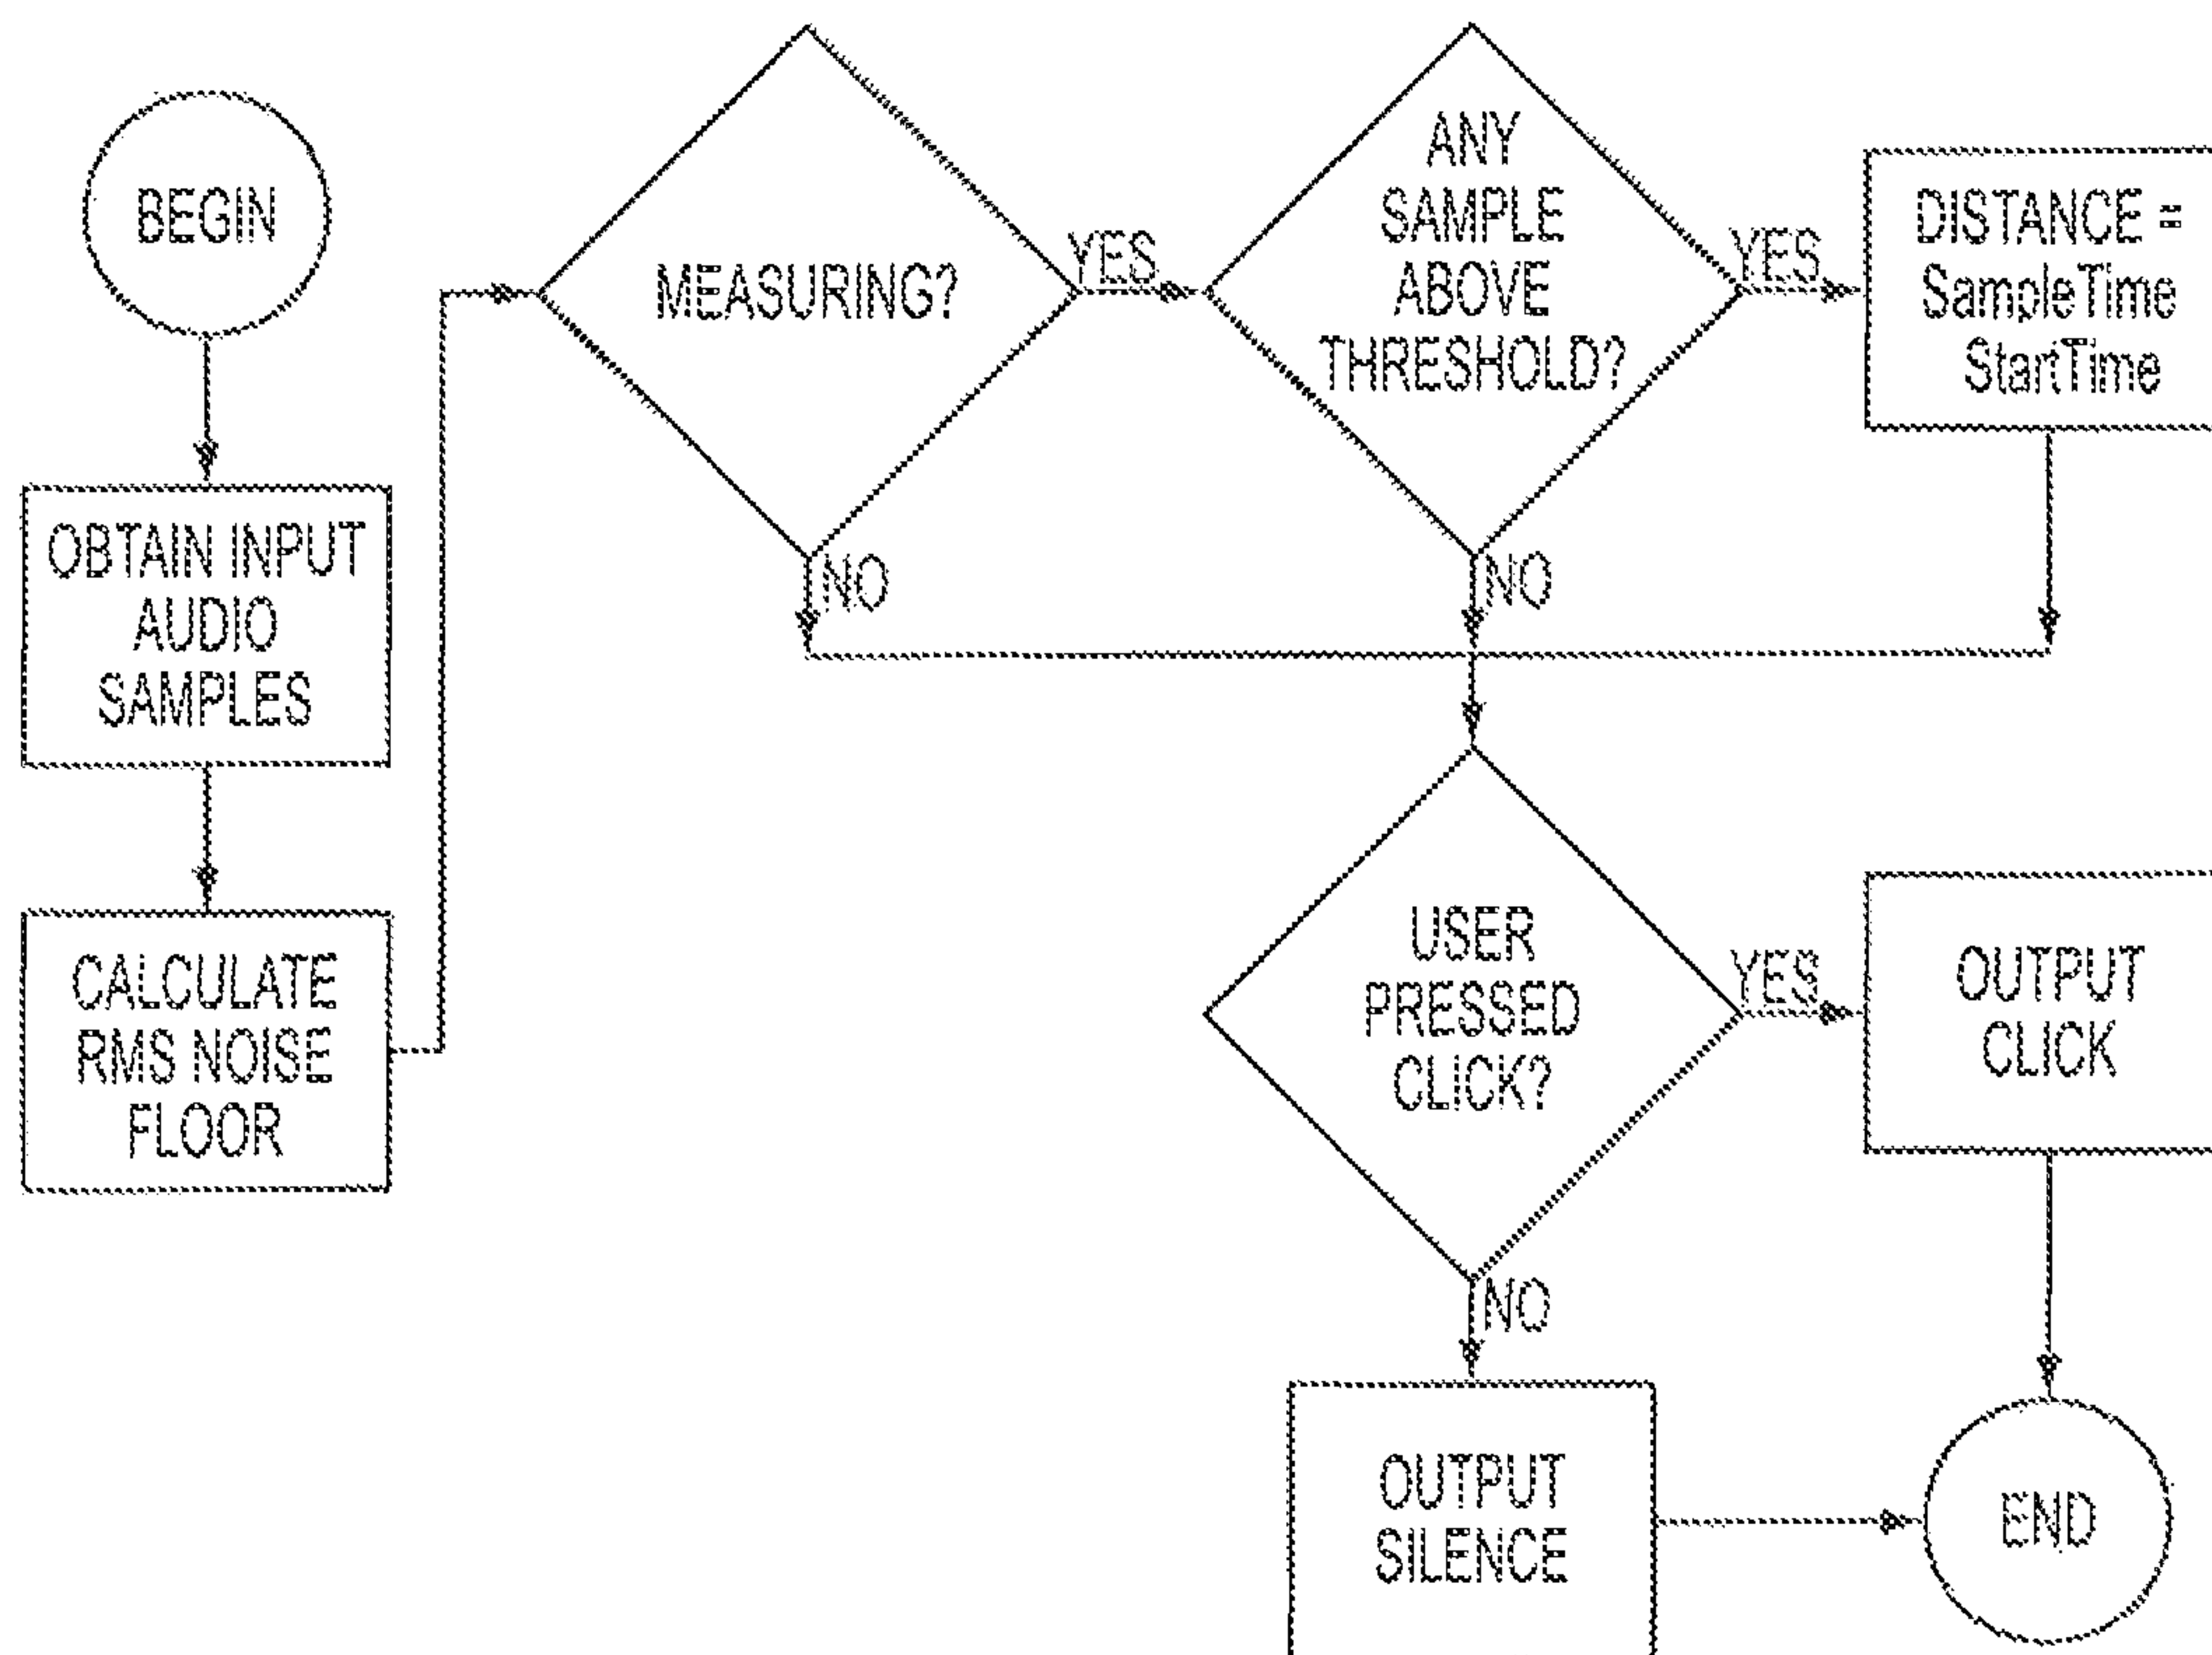 BEGIN
OBTAIN INPUT
AUDIO
SAMPLES
CALCULATE
RMS NOISE
FLOOR
MEASURING?
YES
NO
ANY
SAMPLE
ABOVE
THRESHOLD?
YES
NO
DISTANCE =
SampleTime
StartTime
USER
PRESSED
CLICK?
YES
NO
OUTPUT
CLICK
OUTPUT
SILENCE
END